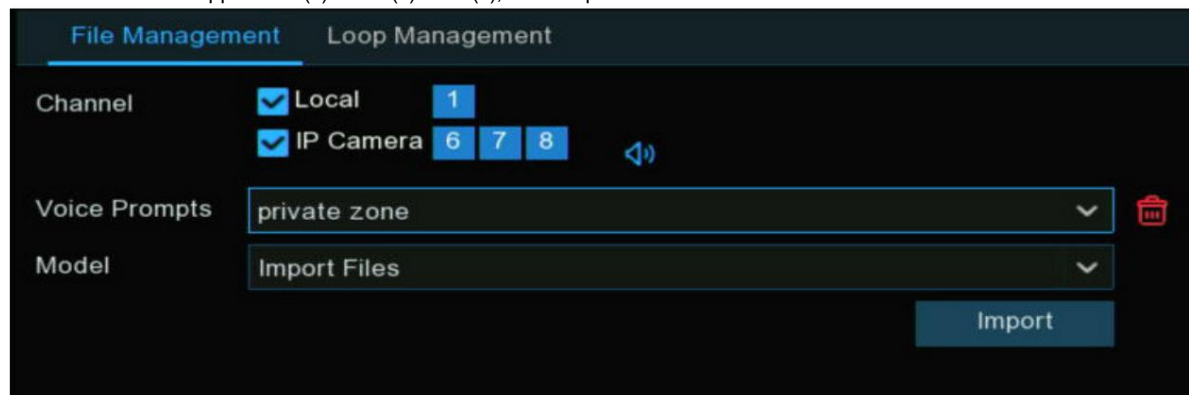 File Management Loop Management
Channel Local 1
IP Camera 6 7 8
Voice Prompts private zone
Model Import Files
Import